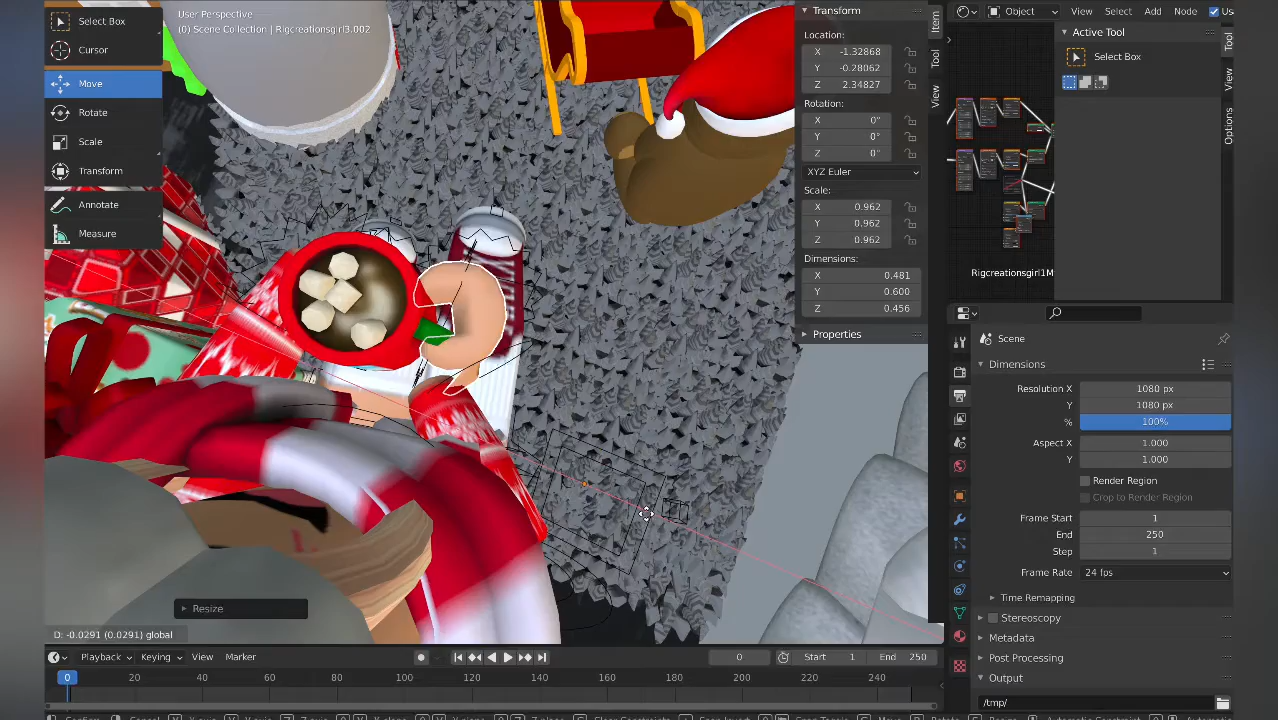 Select Box
Cursor
Move
Rotate
Scale
Transform
Annotate
Measure
User Perspective
(0) Scene Collection | Rigcreationsgirl3.002
Resize
D: -0.0291 (0.0291) global
Transform
Location:
X -1.32868
Y -0.28062
Z 2.34827
Rotation:
X 0°
Y 0°
Z 0°
XYZ Euler
Scale:
X 0.962
Y 0.962
Z 0.962
Dimensions:
X 0.481
Y 0.600
Z 0.456
Properties
Item
Tool
View
Object View Select Add Node Us
Active Tool
Select Box
Tool
View
Options
Rigcreationsgirl1M
Scene
Dimensions
Resolution X 1080 px
Y 1080 px
% 100%
Aspect X 1.000
Y 1.000
Render Region
Crop to Render Region
Frame Start 1
End 250
Step 1
Frame Rate 24 fps
Time Remapping
Stereoscopy
Metadata
Post Processing
Output
/tmp/
Playback Keying View Marker
0 Start 1 End 250
0 20 40 60 80 100 120 140 160 180 200 220 240